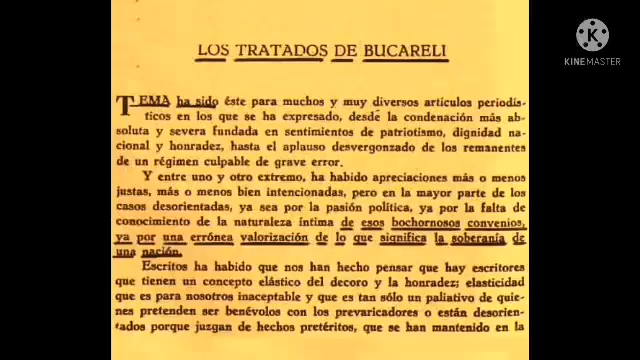 LOS TRATADOS DE BUCARELI
KINEMASTER
TEMA ha sido éste para muchos y muy diversos artículos periodís-
ticos en los que se ha expresado, desde la condenación más ab-
soluta y severa fundada en sentimientos de patriotismo, dignidad na-
cional y honradez, hasta el aplauso desvergonzado de los remanentes
de un régimen culpable de grave error.
Y entre uno y otro extremo, ha habido apreciaciones más o menos
justas, más o menos bien intencionadas, pero en la mayor parte de los
casos desorientadas, ya sea por la pasión política, ya por la falta de
conocimiento de la naturaleza íntima de esos bochornosos convenios,
ya por una errónea valorización de lo que significa la soberanía de
una nación.
Escritos ha habido que nos han hecho pensar que hay escritores
que tienen un concepto elástico del decoro y la honradez; elasticidad
que es para nosotros inaceptable y que es tan sólo un paliativo de quie-
nes pretenden ser benévolos con los prevaricadores o están desorien-
tados porque juzgan de hechos pretéritos, que se han mantenido en la